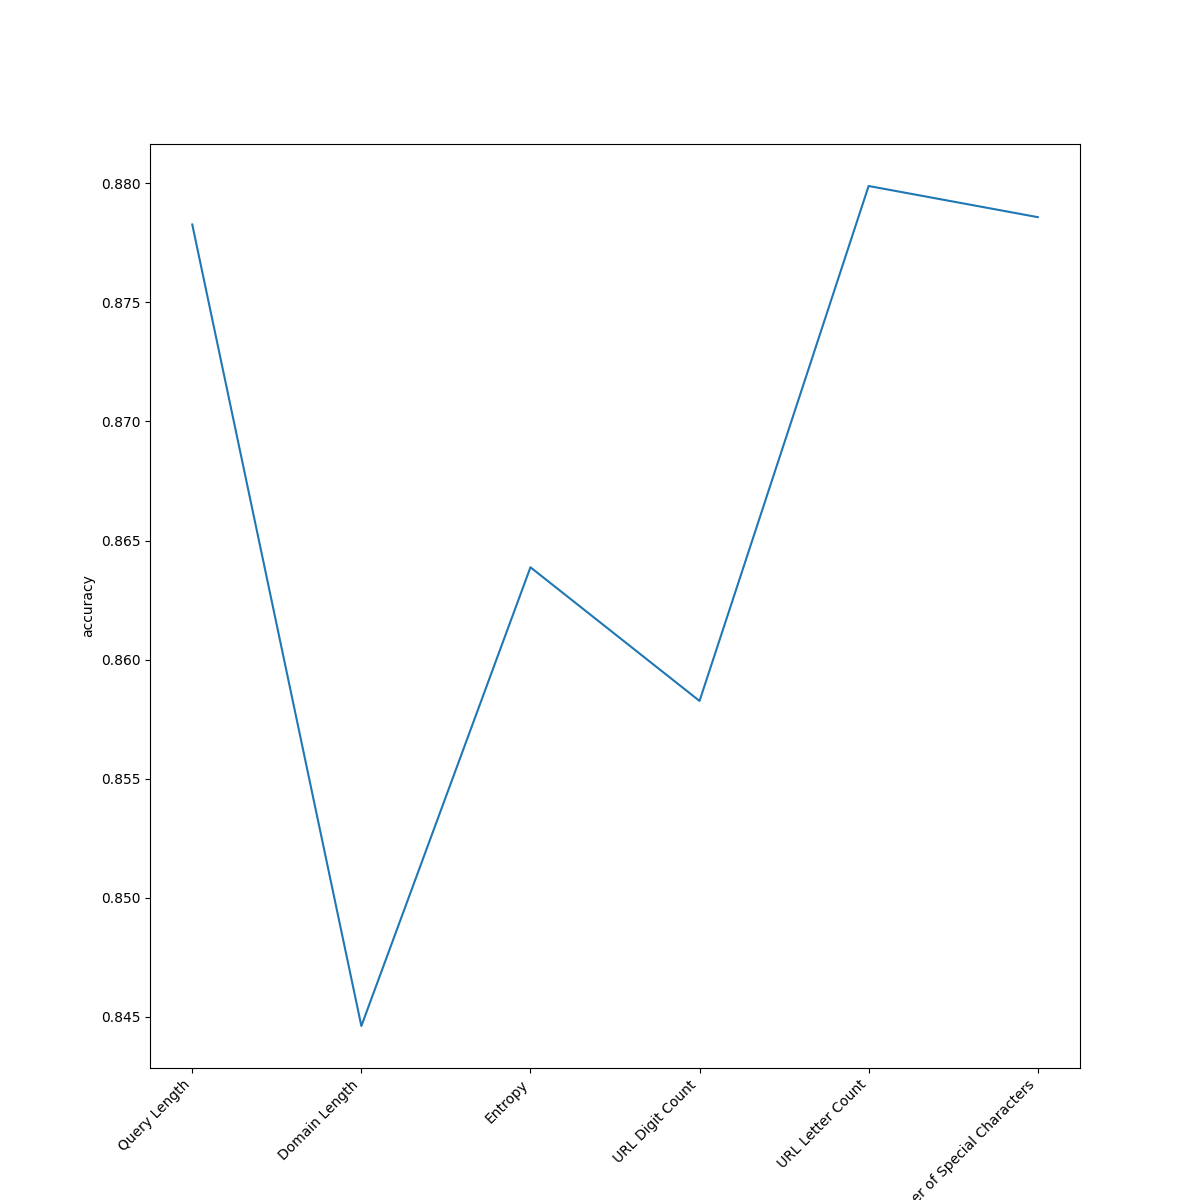 0.880
0.875
0.870
0.865
0.860
0.855
0.850
0.845
accuracy
Query Length
Domain Length
Entropy
URL Digit Count
URL Letter Count
of Special Characters